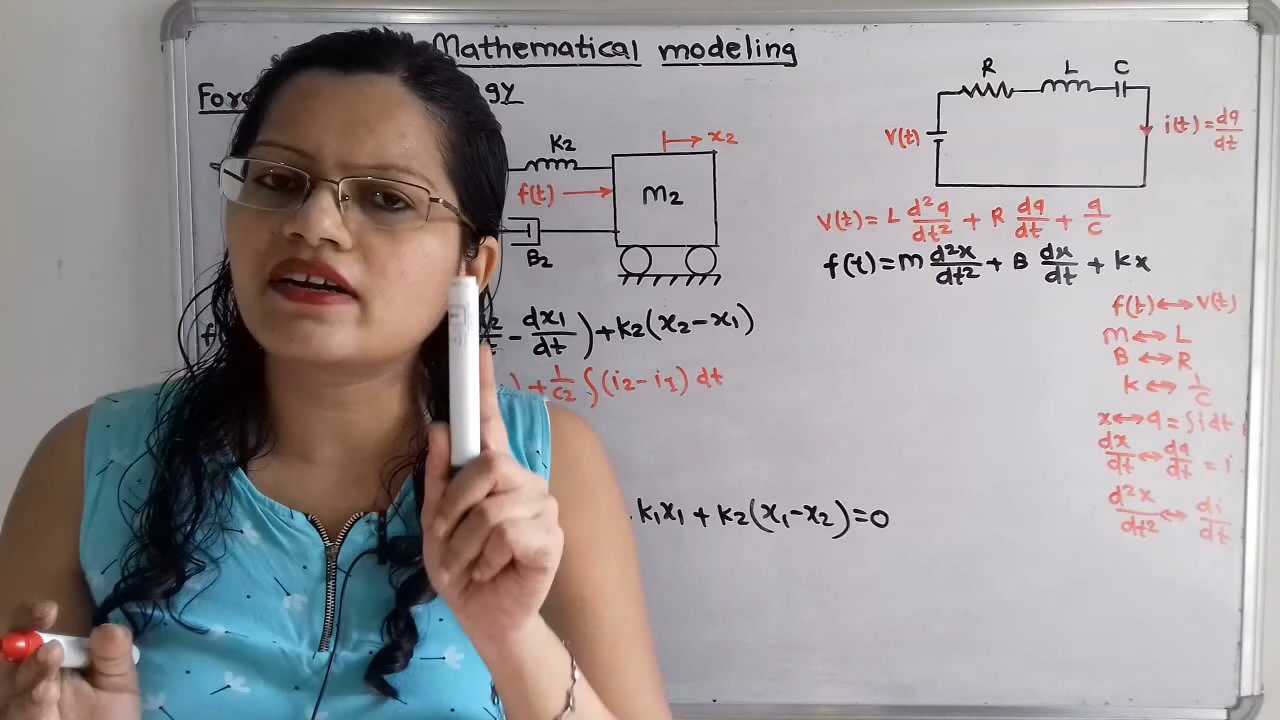 Mathematical modeling
K2
x2
f(t)
M2
B2
- dx1/dt ) + K2(x2 - x1)
+ 1/C2 ∫(i2 - i1) dt
K1x1 + K2(x1 - x2) = 0
R L C
V(t)
i(t) = dq/dt
V(t) = L d²q/dt² + R dq/dt + q/C
f(t) = M d²x/dt² + B dx/dt + Kx
f(t) ↔ V(t)
M ↔ L
B ↔ R
K ↔ 1/C
x ↔ q = ∫i dt
dx/dt ↔ dq/dt = i
d²x/dt² ↔ di/dt